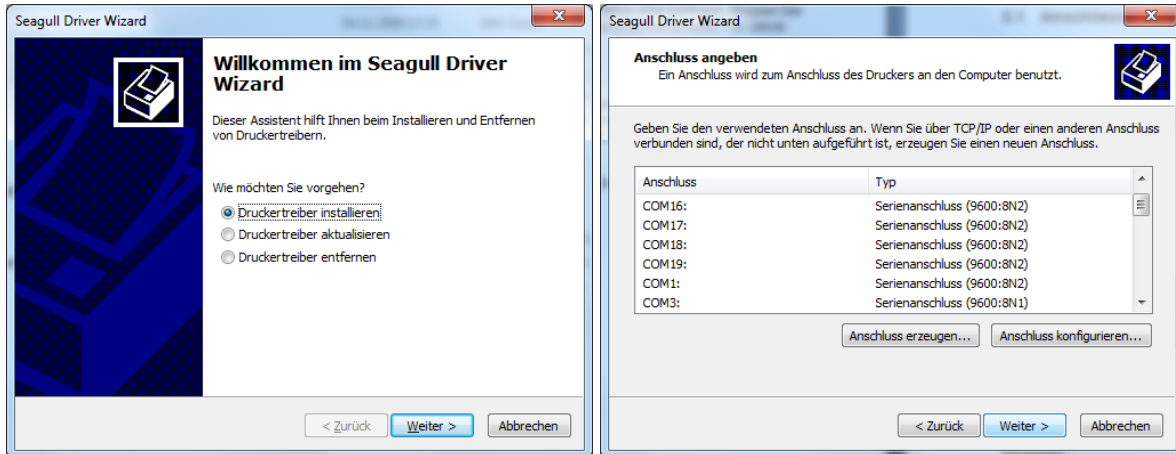 Seagull Driver Wizard
Willkommen im Seagull Driver
Wizard
Dieser Assistent hilft Ihnen beim Installieren und Entfernen
von Druckertreibern.
Wie möchten Sie vorgehen?
Druckertreiber installieren
Druckertreiber aktualisieren
Druckertreiber entfernen
< Zurück Weiter > Abbrechen
Seagull Driver Wizard
Anschluss angeben
Ein Anschluss wird zum Anschluss des Druckers an den Computer benutzt.
Geben Sie den verwendeten Anschluss an. Wenn Sie über TCP/IP oder einen anderen Anschluss
verbunden sind, der nicht unten aufgeführt ist, erzeugen Sie einen neuen Anschluss.
Anschluss Typ
COM16: Serienanschluss (9600:8N2)
COM17: Serienanschluss (9600:8N2)
COM18: Serienanschluss (9600:8N2)
COM19: Serienanschluss (9600:8N2)
COM1: Serienanschluss (9600:8N2)
COM3: Serienanschluss (9600:8N1)
Anschluss erzeugen... Anschluss konfigurieren...
< Zurück Weiter > Abbrechen